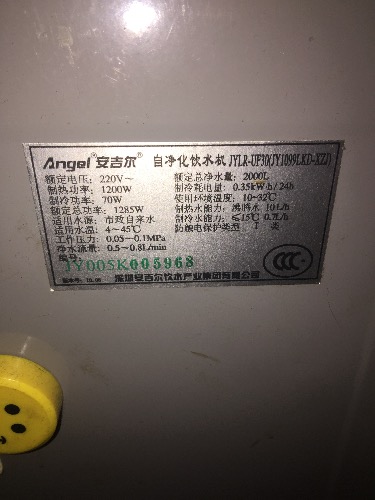 Angel® 安吉尔® 自净化饮水机 JYLR-UF30(JY1099LKD-XZJ)
额定电压：220V~ 额定总净水量：2000L
制热功率：1200W 制冷耗电量：0.35kW·h/24h
制冷功率：70W 使用环境温度：10~32℃
额定总功率：1285W 制热水能力：沸腾水 10L/h
适用水源：市政自来水 制冷水能力：≤15℃ 0.7L/h
适用水温：4~45℃ 防触电保护类型 I 类
工作压力：0.05~0.1MPa
净水流量：0.5~0.8L/min
编号：JY005K005968
深圳安吉尔饮水产业集团有限公司
CCC